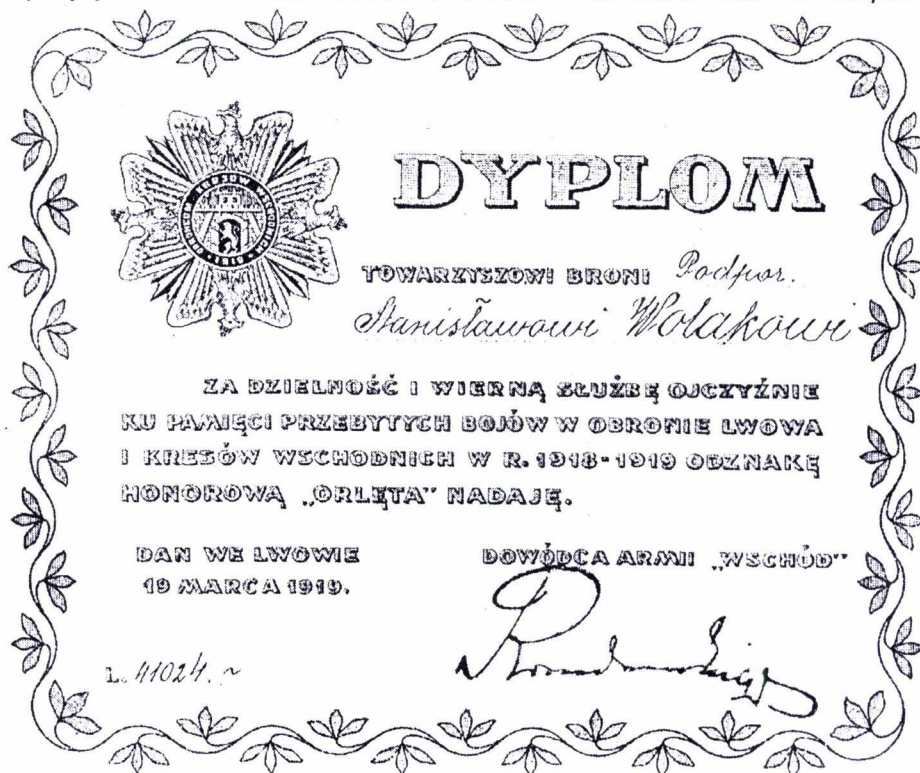 DYPLOM
TOWARZYSZOWI BRONI Podpor.
Stanisławowi Wolakowi
ZA DZIELNOŚĆ I WIERNĄ SŁUŻBĘ OJCZYŹNIE
KU PAMIĘCI PRZEBYTYCH BOJÓW W OBRONIE LWOWA
I KRESÓW WSCHODNICH W R. 1918-1919 ODZNAKĘ
HONOROWĄ „ORLĘTA" NADAJĘ.
DAN WE LWOWIE
19 MARCA 1919.
DOWÓDCA ARMII „WSCHÓD"
L. 41024.